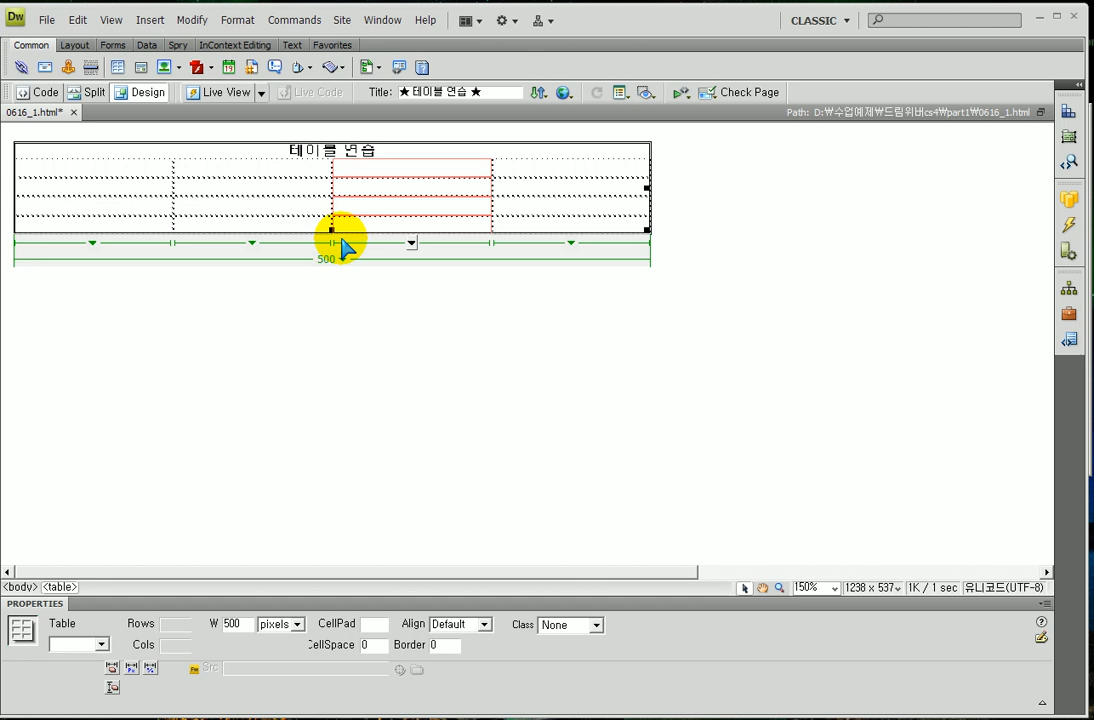 Dw File Edit View Insert Modify Format Commands Site Window Help CLASSIC
Common Layout Forms Data Spry InContext Editing Text Favorites
19
Code Split Design Live View Live Code Title: ★ 테이블 연습 ★ Check Page
0616_1.html* Path: D:₩수업예제₩드림위버cs4₩part1₩0616_1.html
테이블 연습
500
<body> <table> 150% 1238 x 537 1K / 1 sec 유니코드(UTF-8)
PROPERTIES
Table Rows W 500 pixels CellPad Align Default Class None
Cols CellSpace 0 Border 0
Src